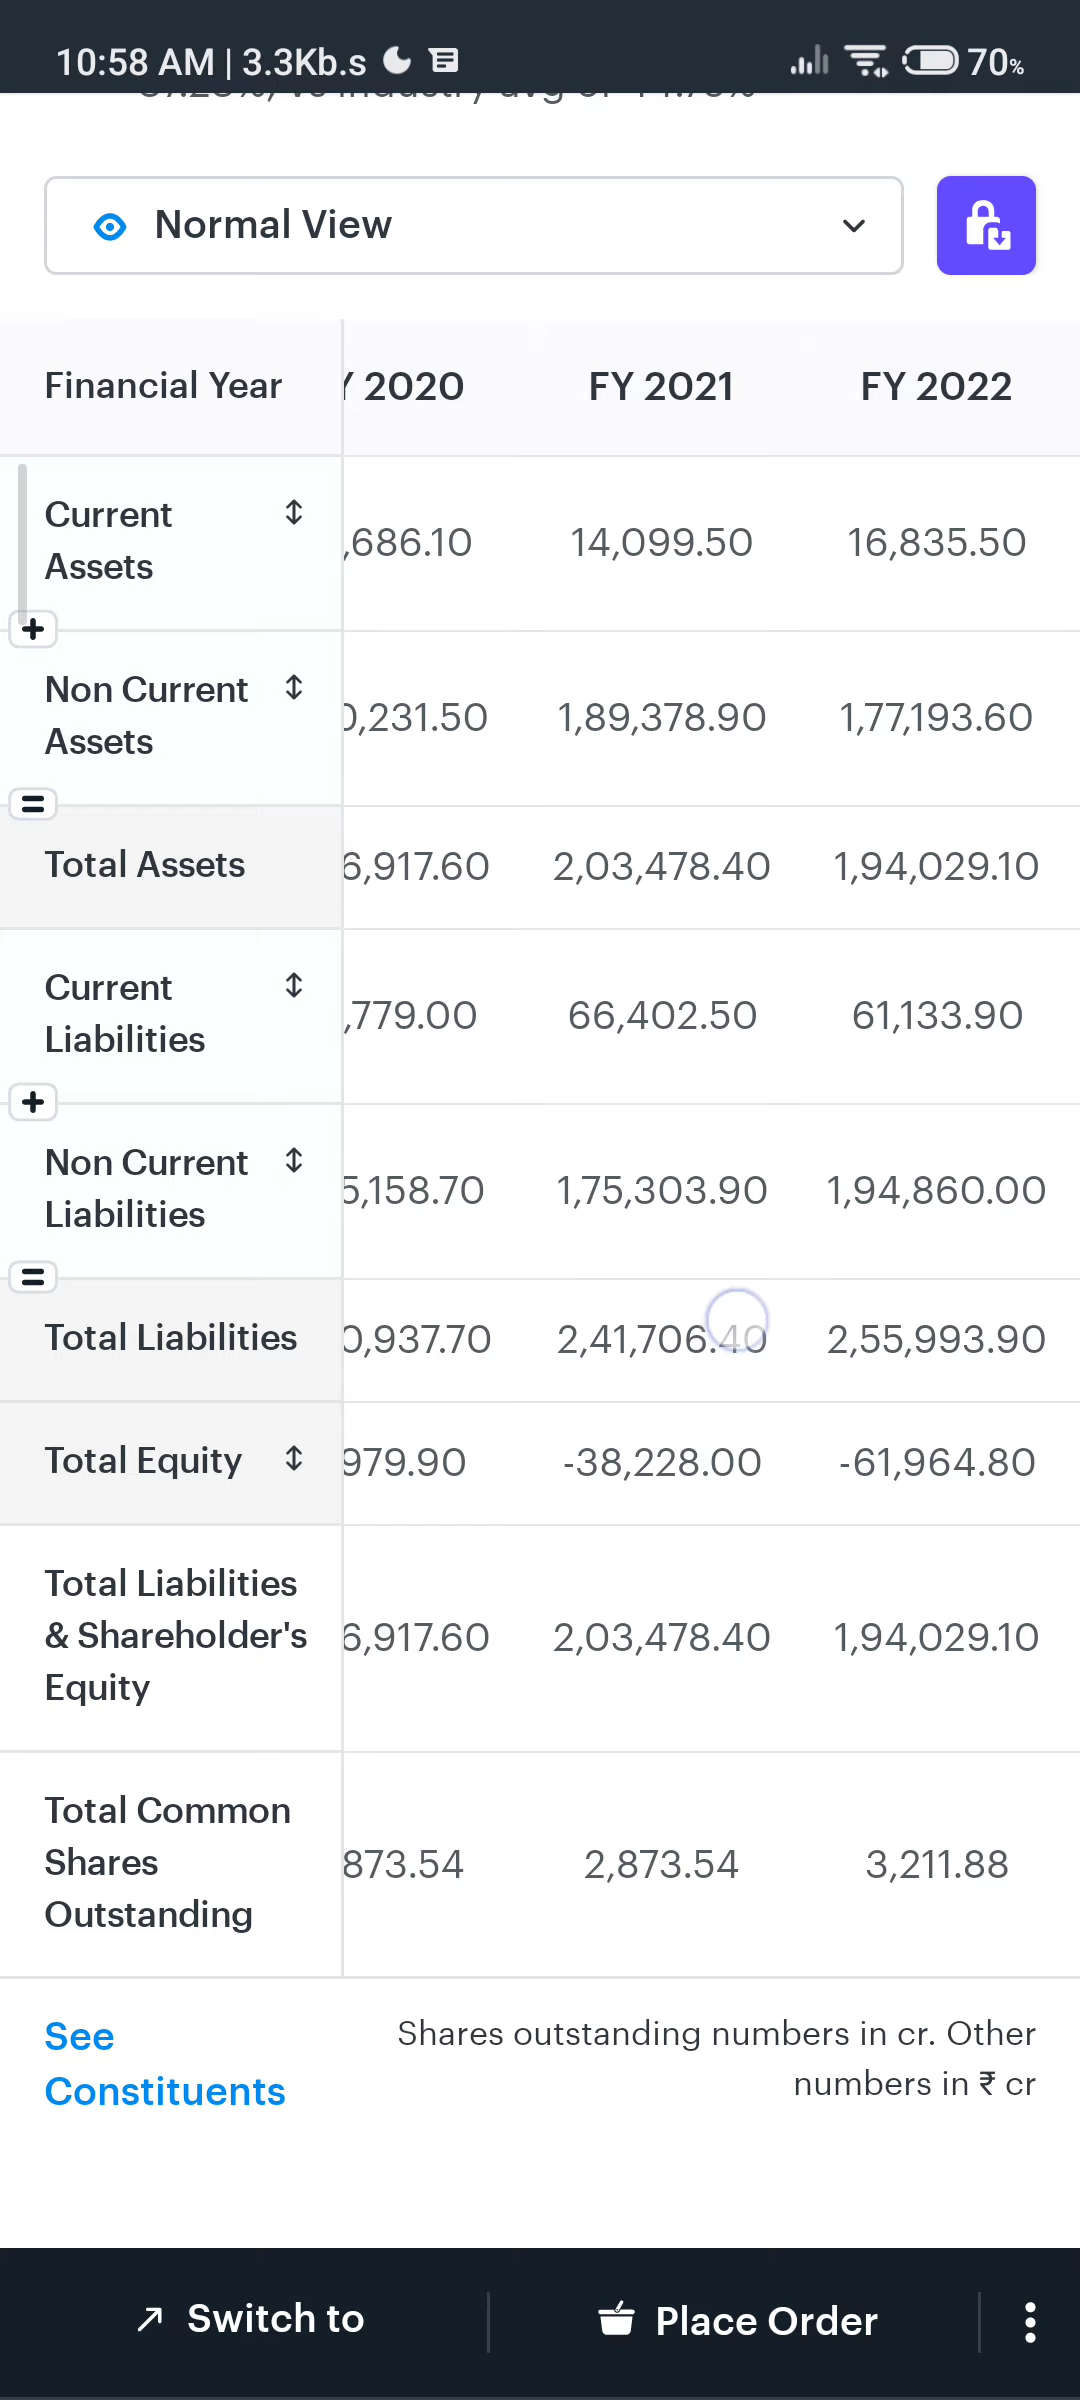 10:58 AM | 3.3Kb.s 70%
Normal View
Financial Year Y 2020 FY 2021 FY 2022
Current Assets ,686.10 14,099.50 16,835.50
+
Non Current Assets 0,231.50 1,89,378.90 1,77,193.60
=
Total Assets 6,917.60 2,03,478.40 1,94,029.10
Current Liabilities ,779.00 66,402.50 61,133.90
+
Non Current Liabilities 5,158.70 1,75,303.90 1,94,860.00
=
Total Liabilities 0,937.70 2,41,706.40 2,55,993.90
Total Equity 979.90 -38,228.00 -61,964.80
Total Liabilities & Shareholder's Equity 6,917.60 2,03,478.40 1,94,029.10
Total Common Shares Outstanding 873.54 2,873.54 3,211.88
See Constituents
Shares outstanding numbers in cr. Other
numbers in ₹ cr
Switch to Place Order